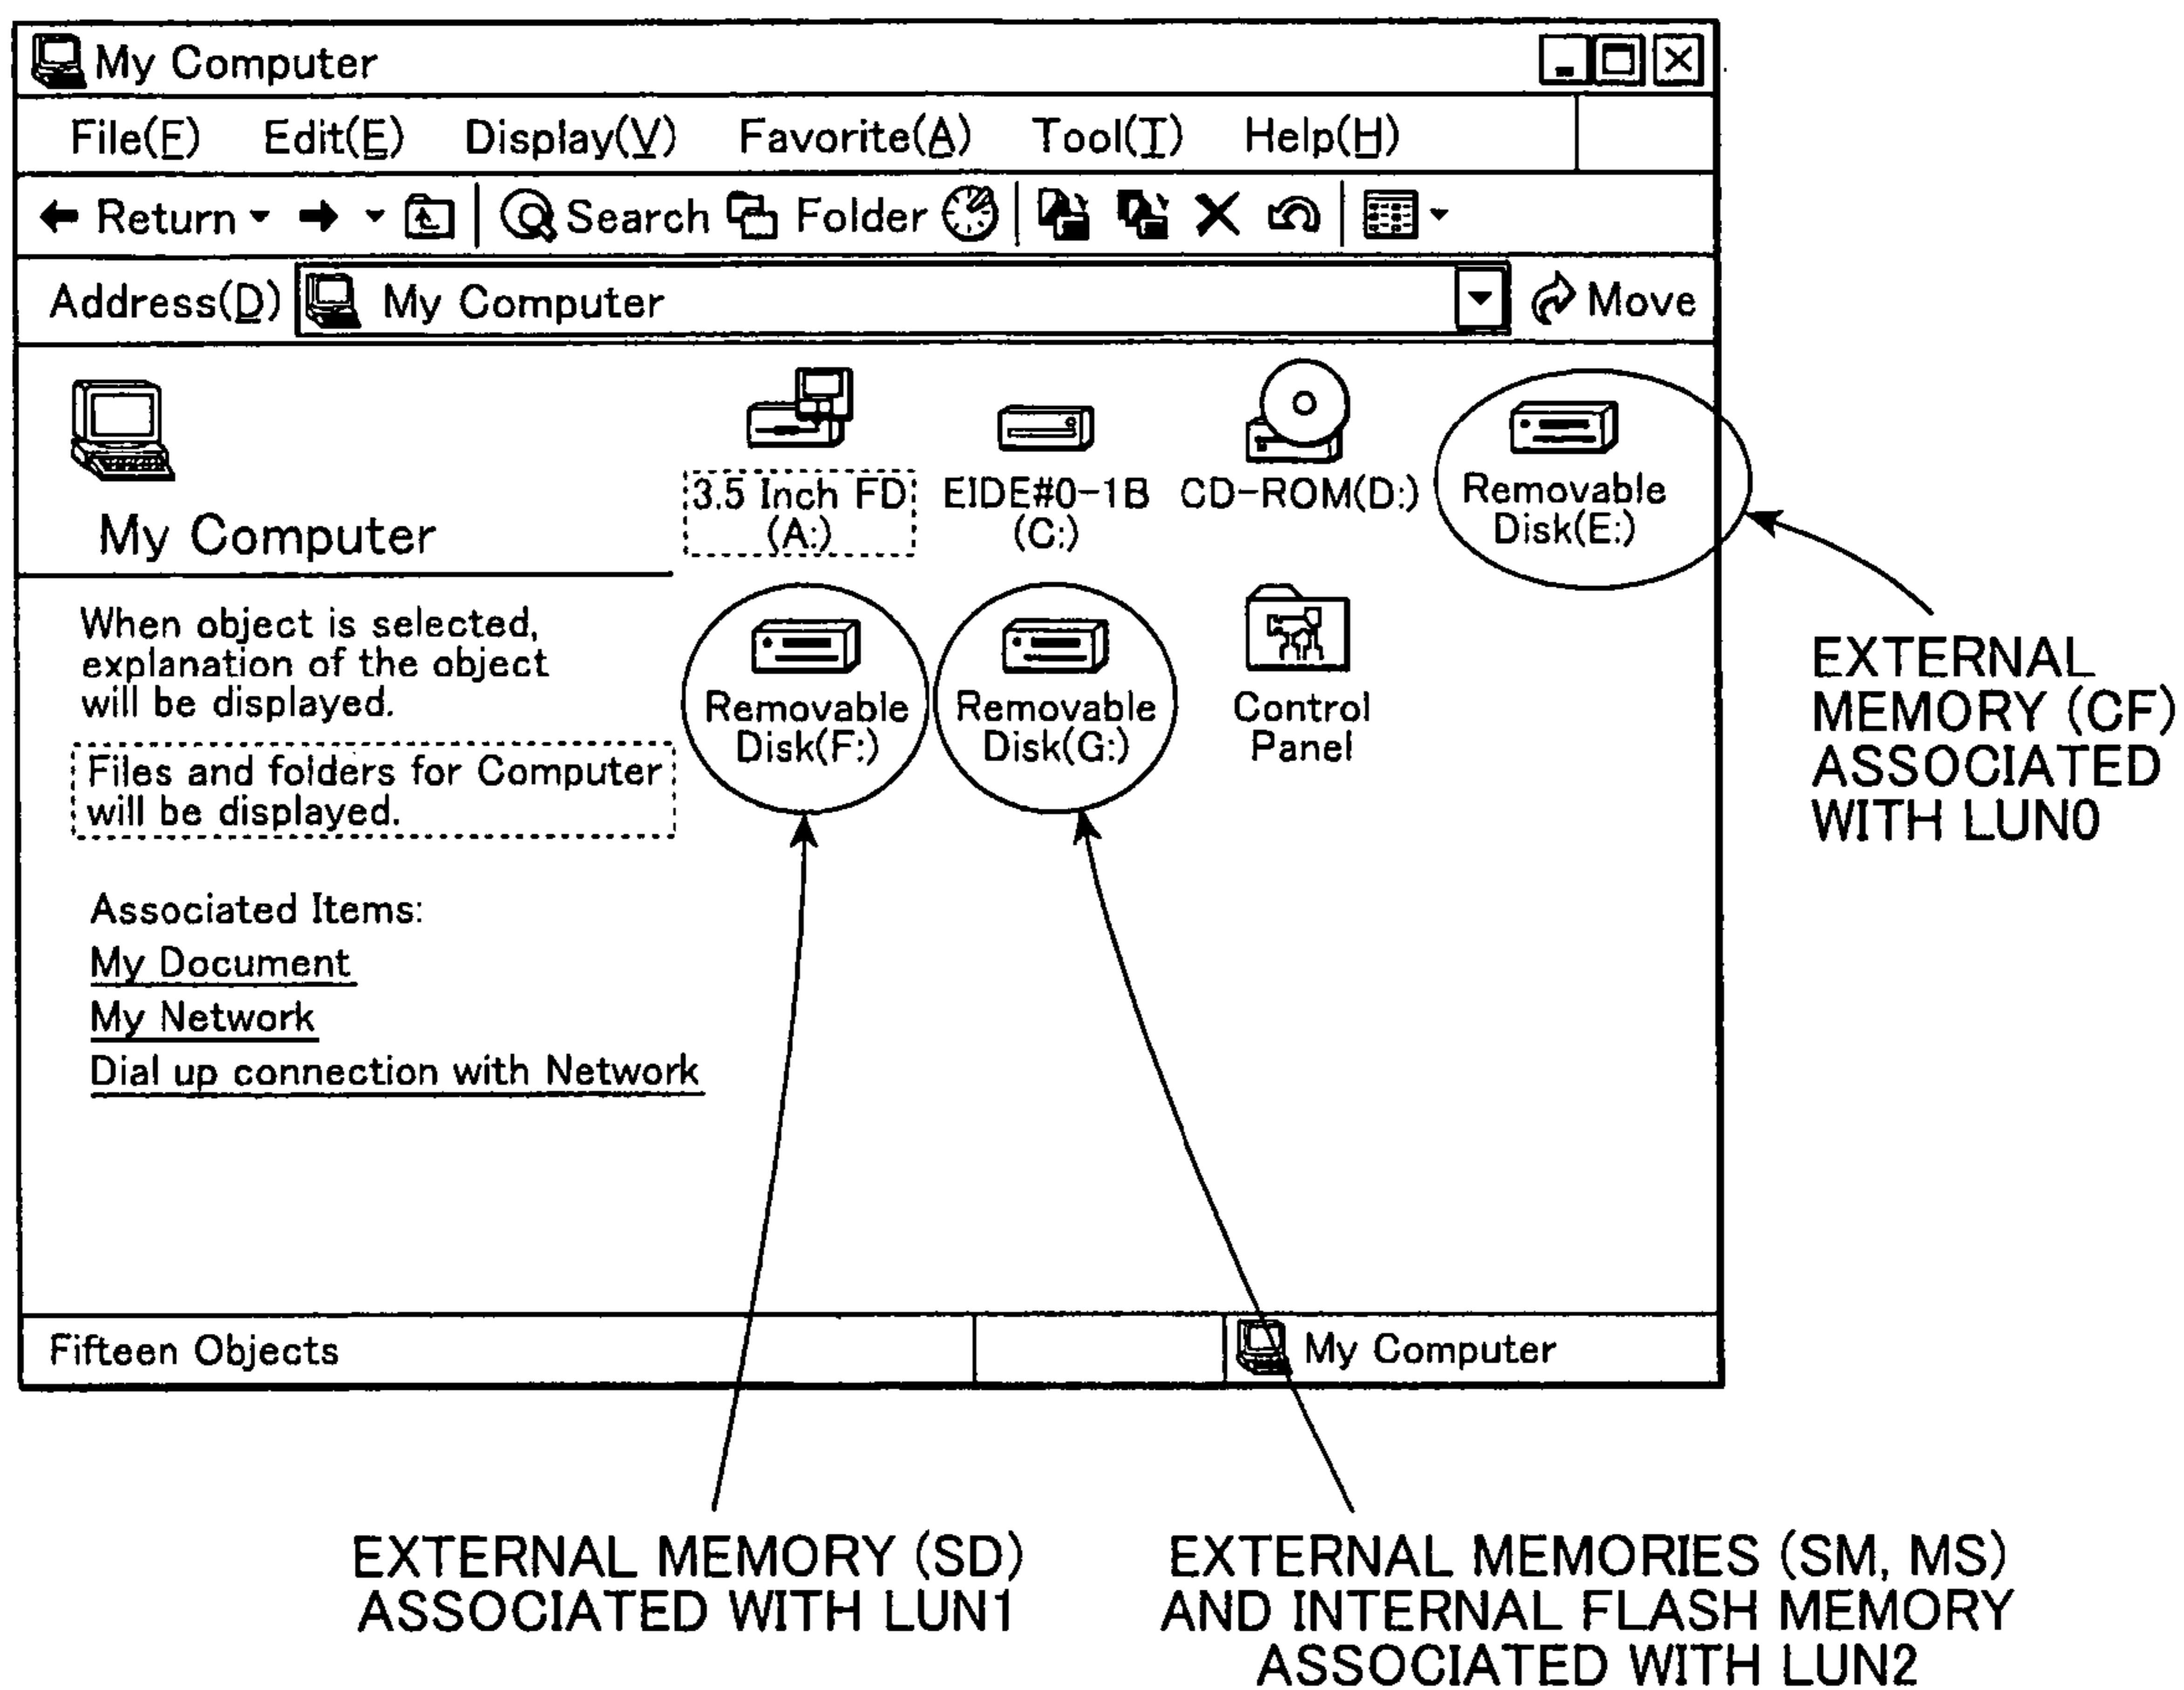 My Computer
File(F) Edit(E) Display(V) Favorite(A) Tool(T) Help(H)
Return Search Folder
Address(D) My Computer Move
My Computer
3.5 Inch FD
(A:)
EIDE#0-1B
(C:)
CD-ROM(D:)
Removable
Disk(E:)
When object is selected,
explanation of the object
will be displayed.
Files and folders for Computer
will be displayed.
Removable
Disk(F:)
Removable
Disk(G:)
Control
Panel
EXTERNAL
MEMORY (CF)
ASSOCIATED
WITH LUN0
Associated Items:
My Document
My Network
Dial up connection with Network
Fifteen Objects
My Computer
EXTERNAL MEMORY (SD)
ASSOCIATED WITH LUN1
EXTERNAL MEMORIES (SM, MS)
AND INTERNAL FLASH MEMORY
ASSOCIATED WITH LUN2